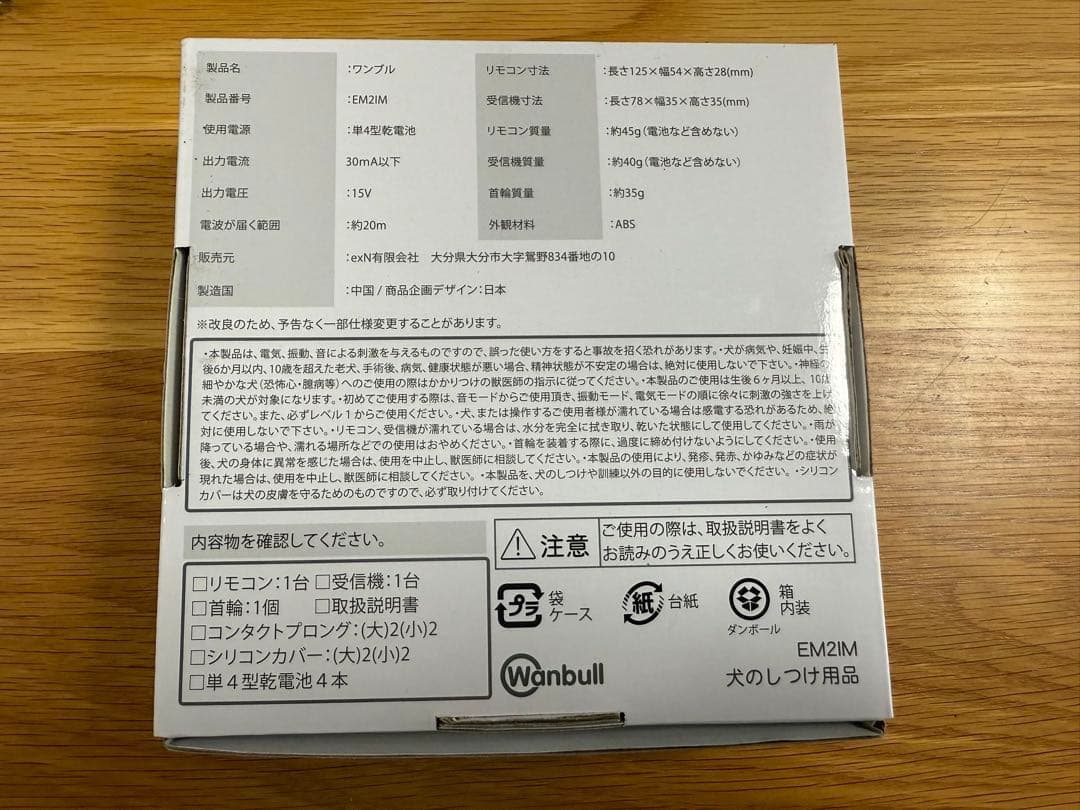 製品名 :ワンブル リモコン寸法 :長さ125×幅54×高さ28(mm)
製品番号 :EM2IM 受信機寸法 :長さ78×幅35×高さ35(mm)
使用電源 :単4型乾電池 リモコン質量 :約45g(電池など含めない)
出力電流 30mA以下 受信機質量 :約40g(電池など含めない)
出力電圧 :15V 首輪質量 :約35g
電波が届く範囲 :約20m 外観材料 :ABS
販売元 :exN有限会社 大分県大分市大字鴛野834番地の10
製造国 :中国/商品企画デザイン:日本
※改良のため、予告なく一部仕様変更することがあります。
・本製品は、電気、振動、音による刺激を与えるものですので、誤った使い方をすると事故を招く恐れがあります。・犬が病気や、妊娠中、生
後6か月以内、10歳を超えた老犬、手術後、病気、健康状態が悪い場合、精神状態が不安定の場合は、絶対に使用しないで下さい。・神経の
細やかな犬(恐怖心・臆病等)へのご使用の際はかかりつけの獣医師の指示に従ってください。・本製品のご使用は生後6ヶ月以上、10歳
未満の犬が対象になります。・初めてご使用する際は、音モードからご使用頂き、振動モード、電気モードの順に徐々に刺激の強さを上げ
てください。また、必ずレベル1からご使用ください。・犬、または操作するご使用者様が濡れている場合は感電する恐れがあるため、絶
対に使用しないで下さい。・リモコン、受信機が濡れている場合は、水分を完全に拭き取り、乾いた状態にして使用してください。・雨が
降っている場合や、濡れる場所などでの使用はおやめください。・首輪を装着する際に、過度に締め付けないようにしてください。・使用
後、犬の身体に異常を感じた場合は、使用を中止し、獣医師に相談してください。・本製品の使用により、発疹、発赤、かゆみなどの症状が
現れた場合は、使用を中止し、獣医師に相談してください。・本製品を、犬のしつけや訓練以外の目的に使用しないでください。・シリコン
カバーは犬の皮膚を守るためのものですので、必ず取り付けてください。
内容物を確認してください。
□リモコン:1台 □受信機:1台
□首輪:1個 □取扱説明書
□コンタクトプロング:(大)2(小)2
□シリコンカバー:(大)2(小)2
□単4型乾電池4本
注意
ご使用の際は、取扱説明書をよく
お読みのうえ正しくお使いください。
プラ 袋
ケース
紙 台紙
ダンボール
箱
内装
Wanbull
EM2IM
犬のしつけ用品